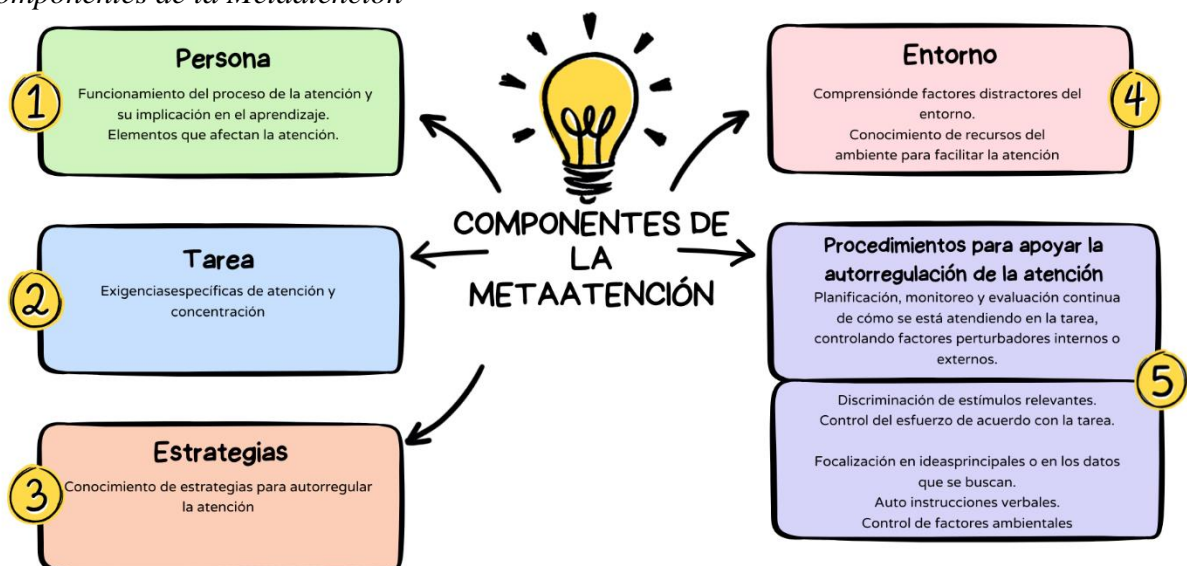 Componentes de la Metaatención
1
Persona
Funcionamiento del proceso de la atención y
su implicación en el aprendizaje.
Elementos que afectan la atención.
2
Tarea
Exigenciasespecíficas de atención y
concentración
3
Estrategias
Conocimiento de estrategias para autorregular
la atención
COMPONENTES DE
LA
METAATENCIÓN
4
Entorno
Comprensiónde factores distractores del
entorno.
Conocimiento de recursos del
ambiente para facilitar la atención
5
Procedimientos para apoyar la
autorregulación de la atención
Planificación, monitoreo y evaluación continua
de cómo se está atendiendo en la tarea,
controlando factores perturbadores internos o
externos.
Discriminación de estímulos relevantes.
Control del esfuerzo de acuerdo con la tarea.
Focalización en ideasprincipales o en los datos
que se buscan.
Auto instrucciones verbales.
Control de factores ambientales